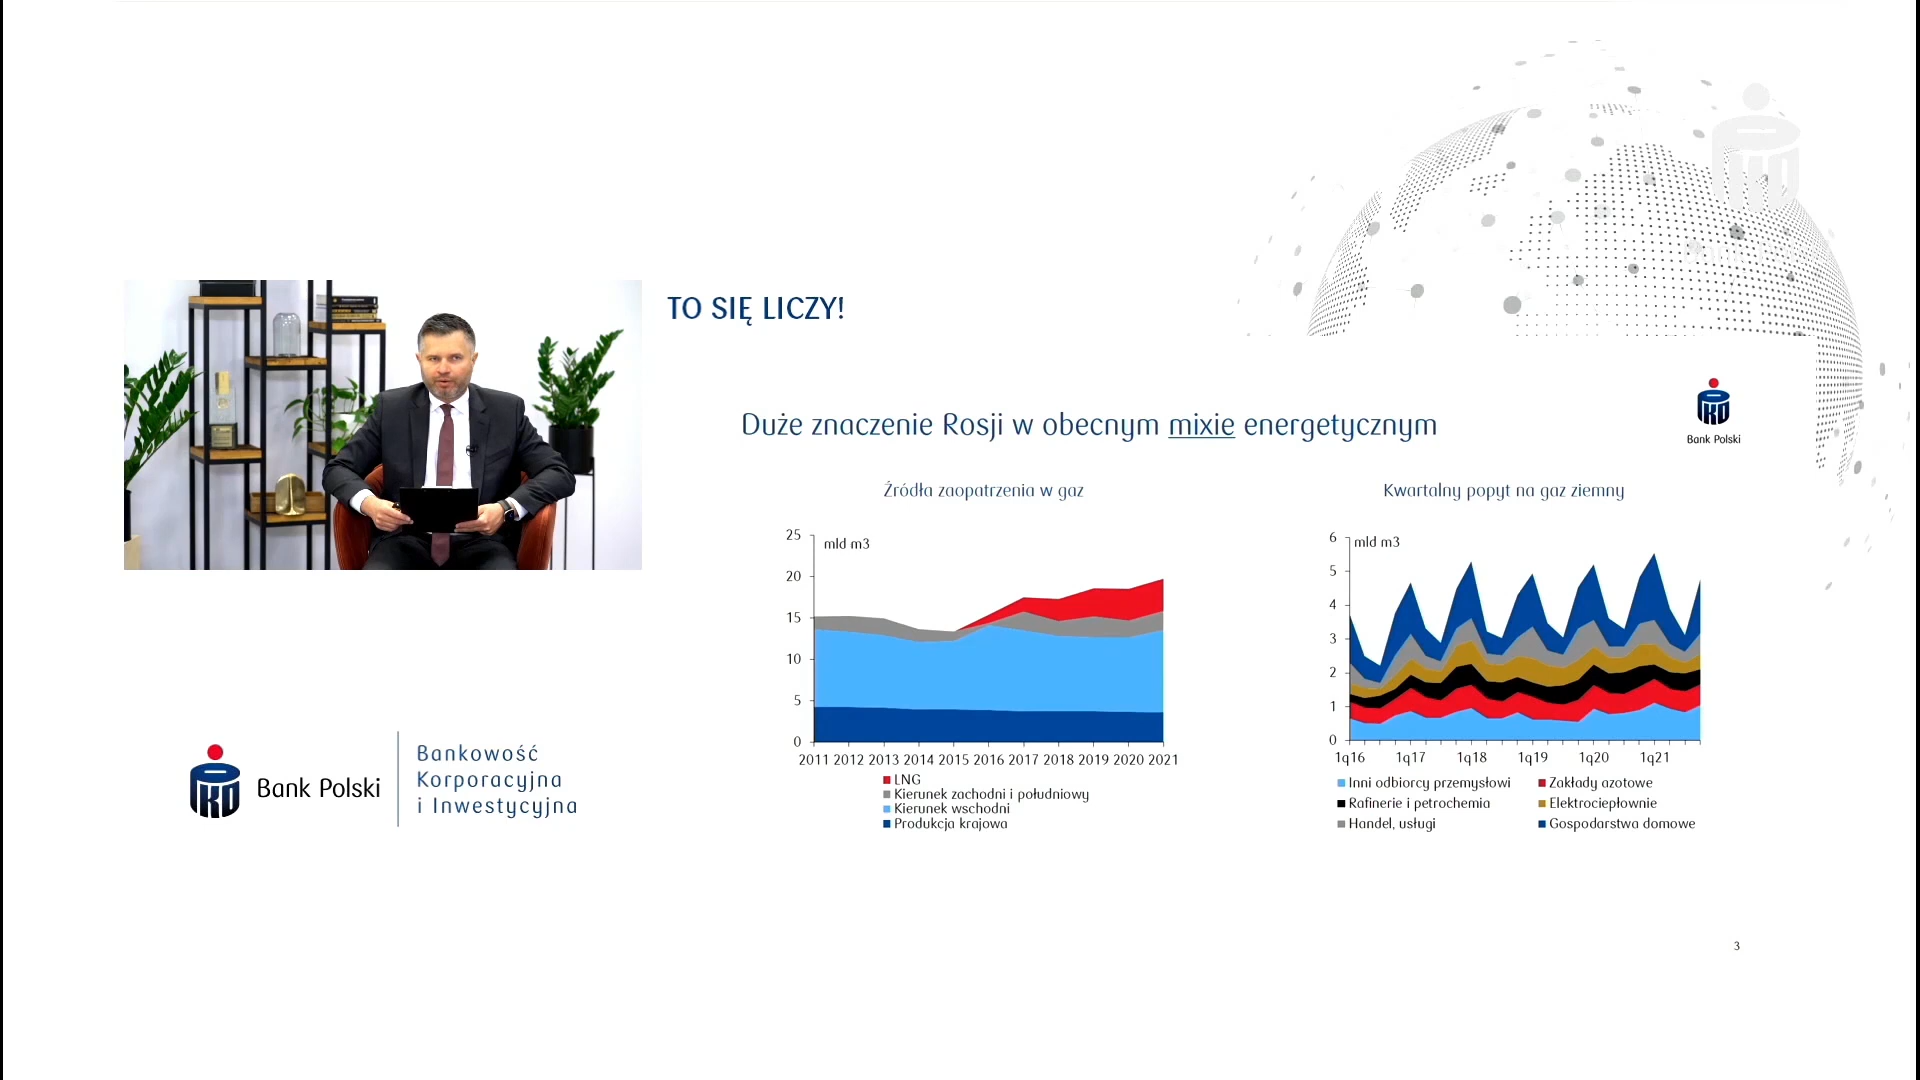 TO SIĘ LICZY!
Duże znaczenie Rosji w obecnym mixie energetycznym
Bank Polski
Źródła zaopatrzenia w gaz
25
20
15
10
5
0
mld m3
2011 2012 2013 2014 2015 2016 2017 2018 2019 2020 2021
LNG
Kierunek zachodni i południowy
Kierunek wschodni
Produkcja krajowa
Kwartalny popyt na gaz ziemny
6
5
4
3
2
1
0
mld m3
1q16 1q17 1q18 1q19 1q20 1q21
Inni odbiorcy przemysłowi Zakłady azotowe
Rafinerie i petrochemia Elektrociepłownie
Handel, usługi Gospodarstwa domowe
Bank Polski
Bankowość
Korporacyjna
i Inwestycyjna
3